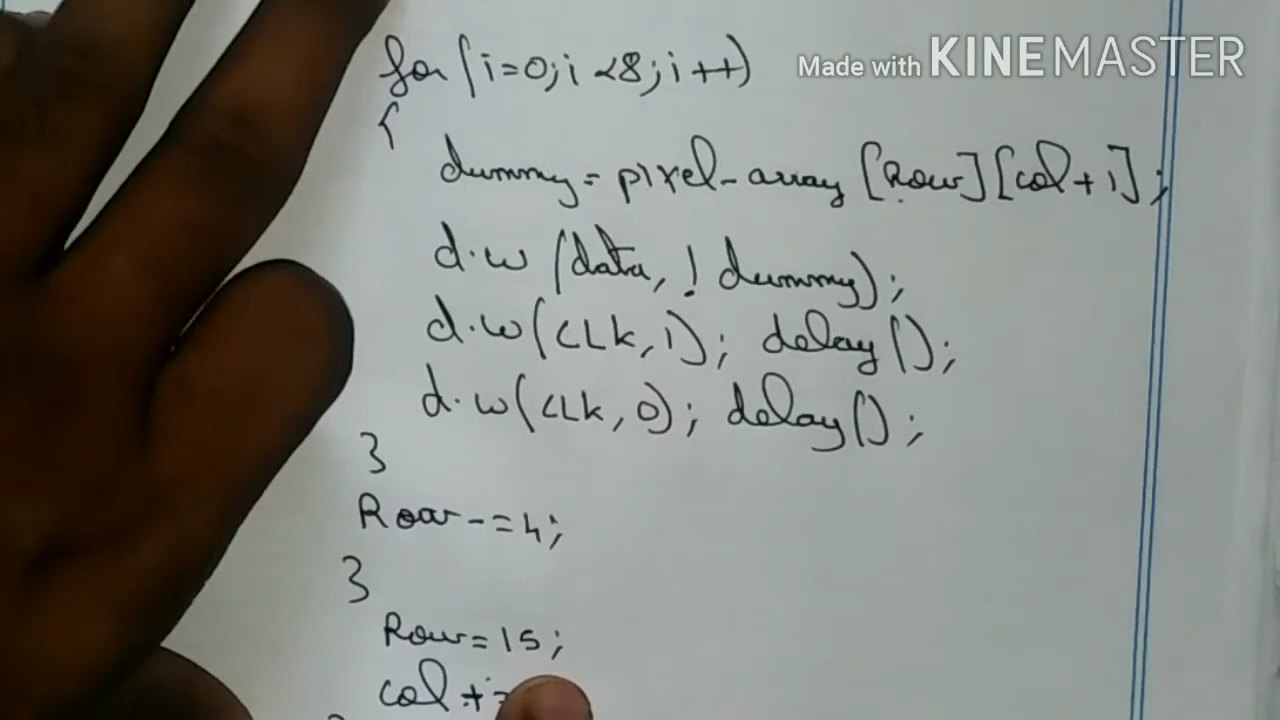 Made with KINEMASTER
for (i=0; i<8; i++)
{
dummy = pixel-array [Row][col+i];
d.w (data, ! dummy);
d.w (CLK, 1); delay();
d.w (CLK, 0); delay();
}
Row -= 4;
}
Row = 15;
col +=